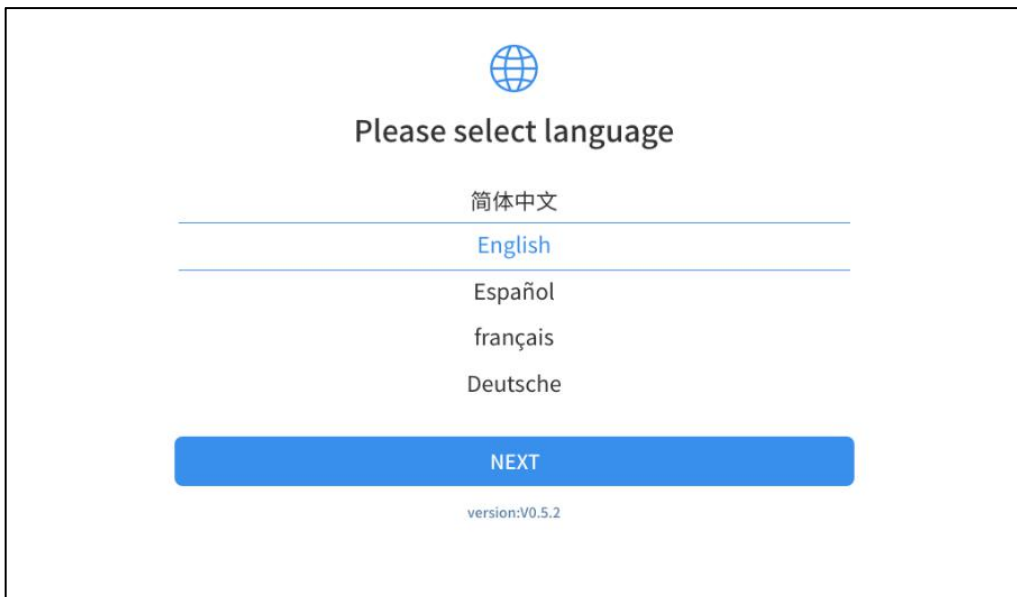 Please select language
简体中文
English
Español
français
Deutsche
NEXT
version:V0.5.2